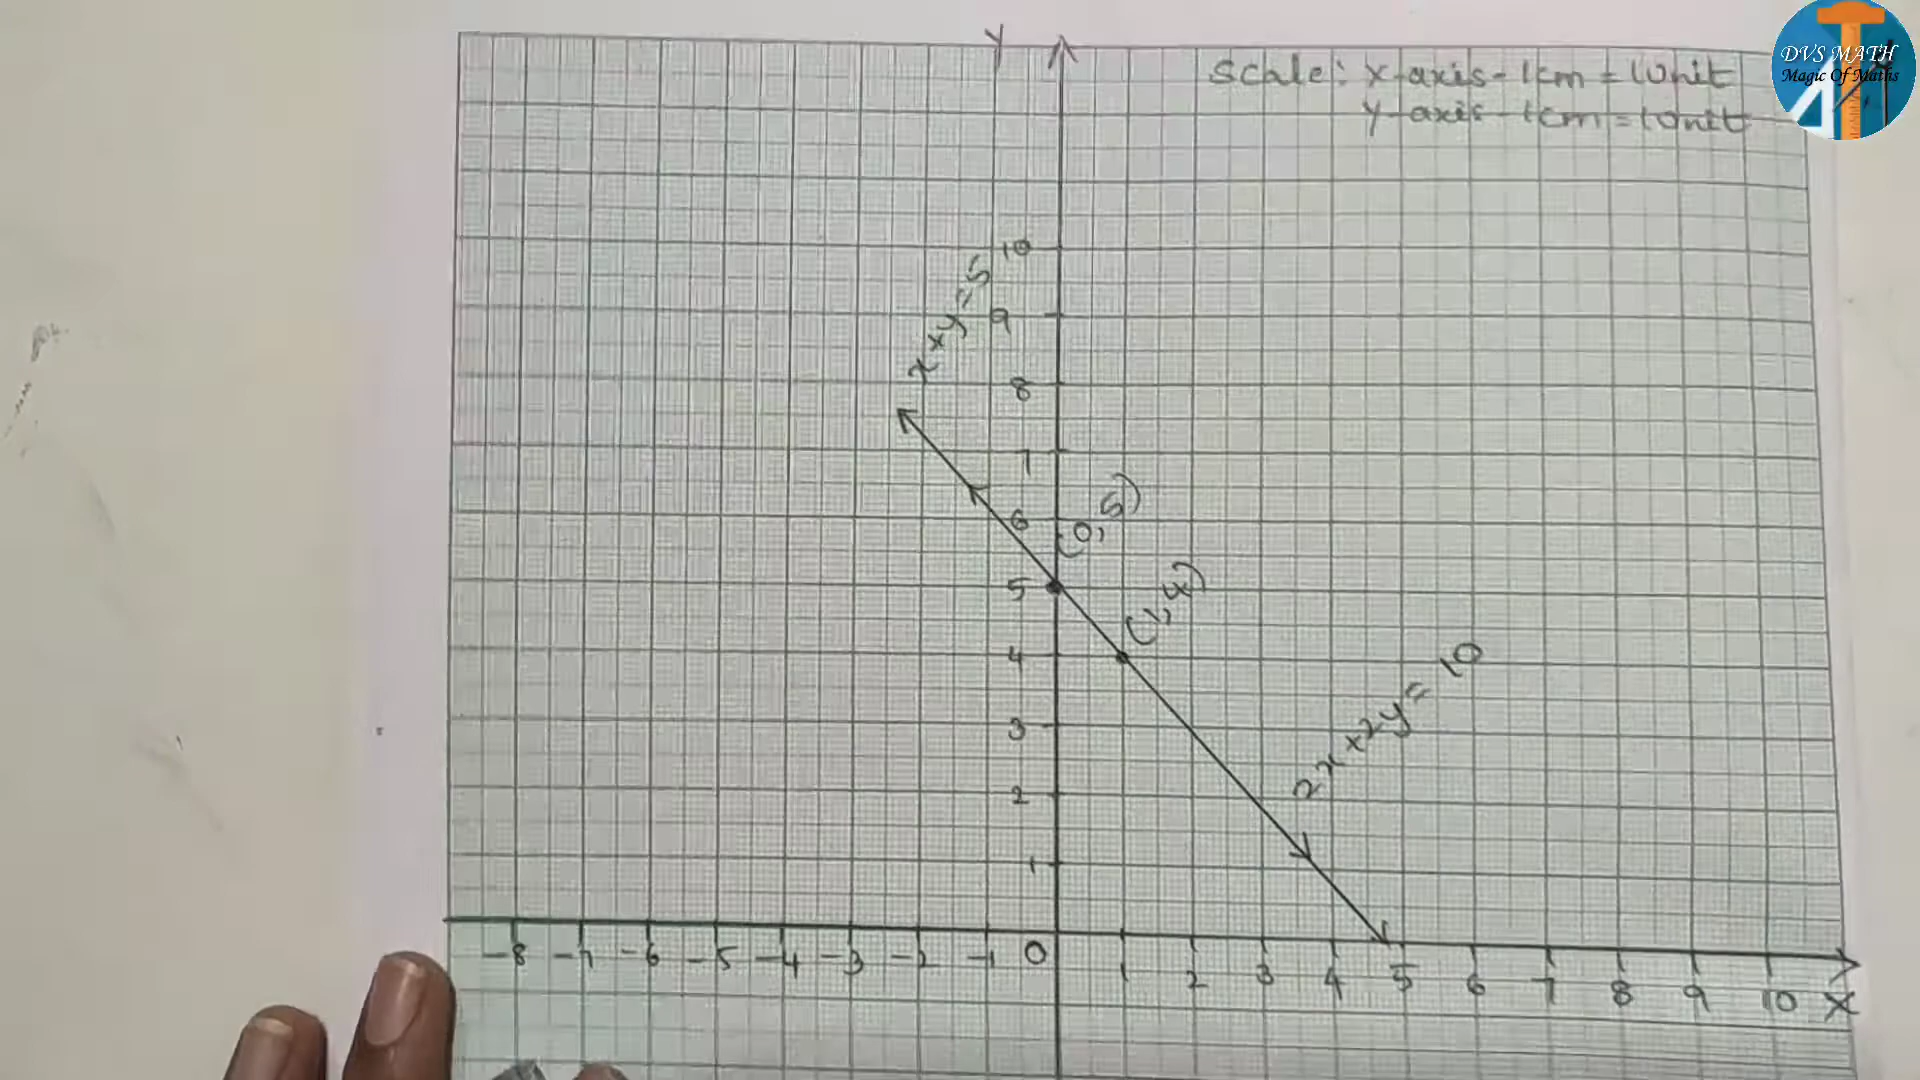 DVS MATH
Magic Of Maths
Scale: X-axis-1cm=1Unit
Y-axis-1cm=1Unit
Y
10
x+y=5
9
8
7
(0,5)
6
5
(1,4)
4
2x+2y=10
3
2
1
-8 -7 -6 -5 -4 -3 -2 -1 0 1 2 3 4 5 6 7 8 9 10 X